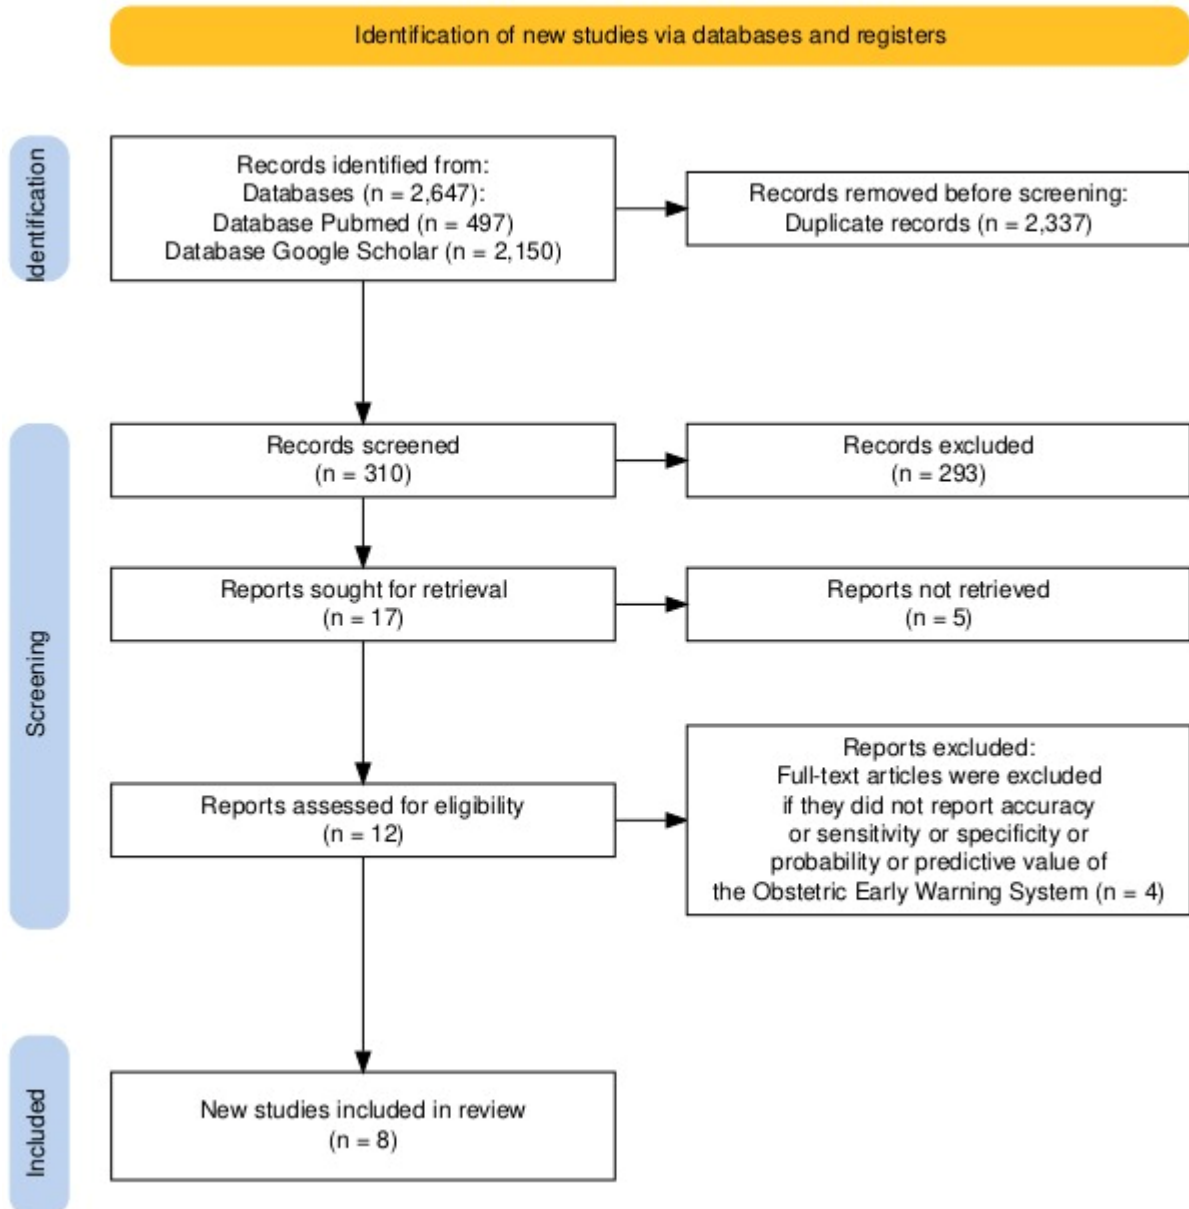 Identification of new studies via databases and registers
Identification
Records identified from:
Databases (n = 2,647):
Database Pubmed (n = 497)
Database Google Scholar (n = 2,150)
Records removed before screening:
Duplicate records (n = 2,337)
Screening
Records screened
(n = 310)
Records excluded
(n = 293)
Reports sought for retrieval
(n = 17)
Reports not retrieved
(n = 5)
Reports assessed for eligibility
(n = 12)
Reports excluded:
Full-text articles were excluded
if they did not report accuracy
or sensitivity or specificity or
probability or predictive value of
the Obstetric Early Warning System (n = 4)
Included
New studies included in review
(n = 8)